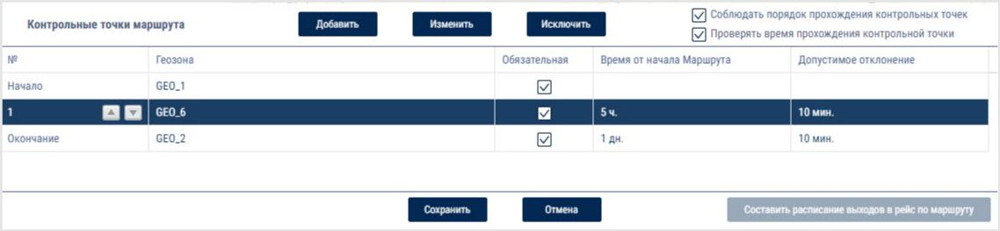 Контрольные точки маршрута Добавить Изменить Исключить Соблюдать порядок прохождения контрольных точек
Проверять время прохождения контрольной точки
№ Геозона Обязательная Время от начала Маршрута Допустимое отклонение
Начало GEO_1
1 GEO_6 5 ч. 10 мин.
Окончание GEO_2 1 дн. 10 мин.
Сохранить Отмена Составить расписание выходов в рейс по маршруту